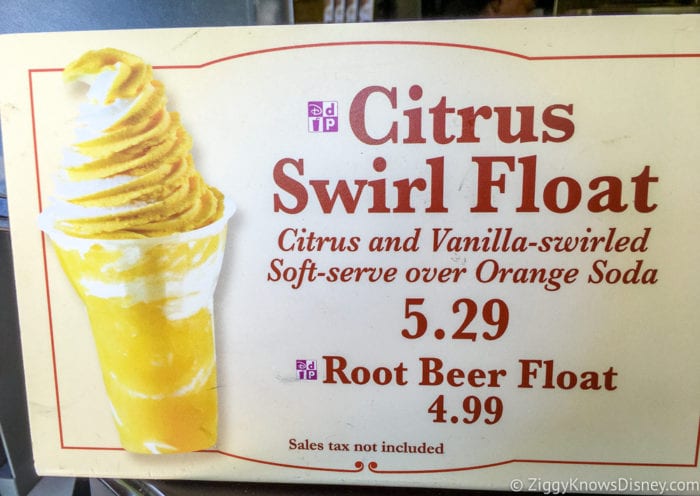 Citrus
Swirl Float
Citrus and Vanilla-swirled
Soft-serve over Orange Soda
5.29
Root Beer Float
4.99
Sales tax not included
© ZiggyKnowsDisney.com